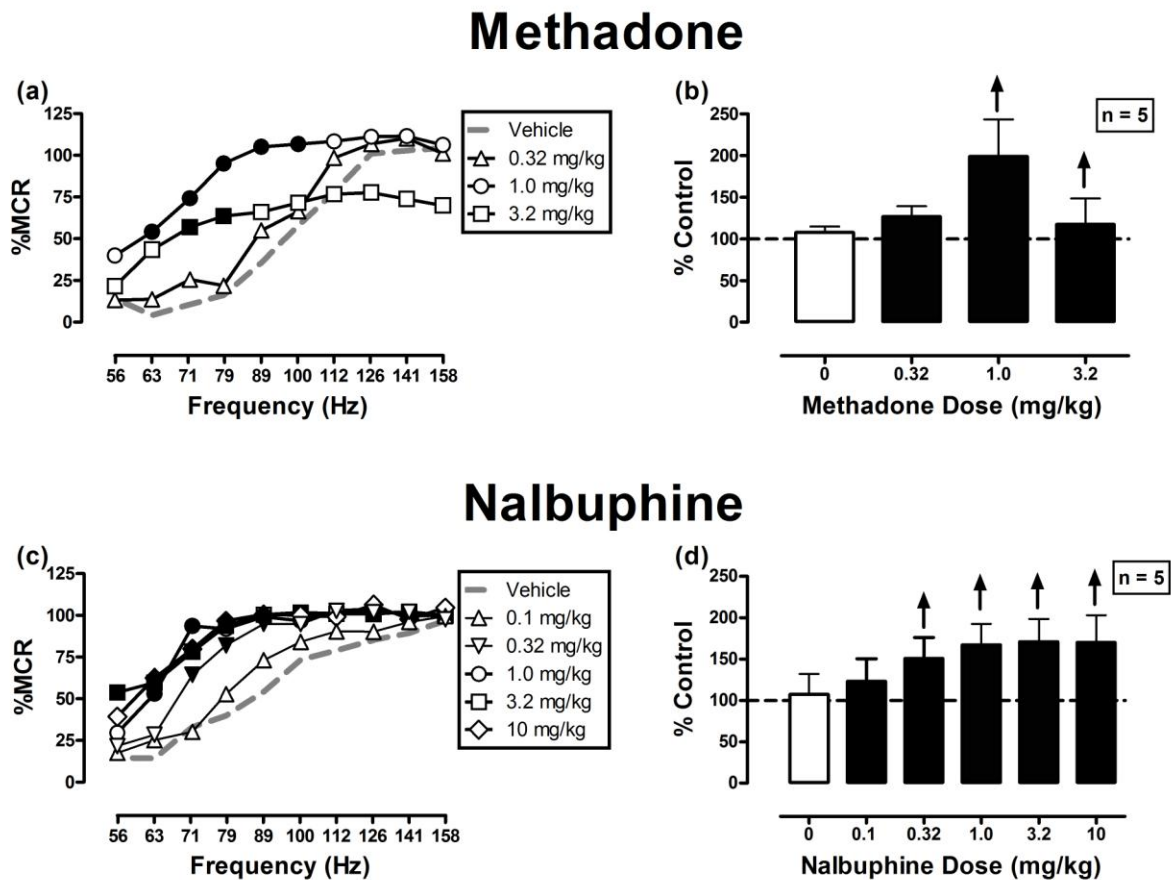 Methadone
(a)
125
100
75
50
25
0
%MCR
56 63 71 79 89 100 112 126 141 158
Frequency (Hz)
Vehicle
0.32 mg/kg
1.0 mg/kg
3.2 mg/kg
(b)
n = 5
250
200
150
100
50
0
% Control
0 0.32 1.0 3.2
Methadone Dose (mg/kg)
Nalbuphine
(c)
125
100
75
50
25
0
%MCR
56 63 71 79 89 100 112 126 141 158
Frequency (Hz)
Vehicle
0.1 mg/kg
0.32 mg/kg
1.0 mg/kg
3.2 mg/kg
10 mg/kg
(d)
n = 5
250
200
150
100
50
0
% Control
0 0.1 0.32 1.0 3.2 10
Nalbuphine Dose (mg/kg)